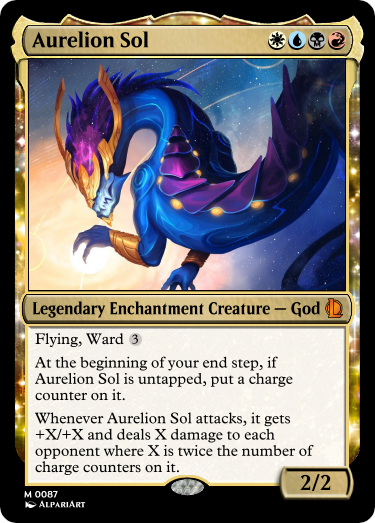 Aurelion Sol
Legendary Enchantment Creature — God
Flying, Ward 3
At the beginning of your end step, if
Aurelion Sol is untapped, put a charge
counter on it.
Whenever Aurelion Sol attacks, it gets
+X/+X and deals X damage to each
opponent where X is twice the number of
charge counters on it.
2/2
M 0087
AlpariArt